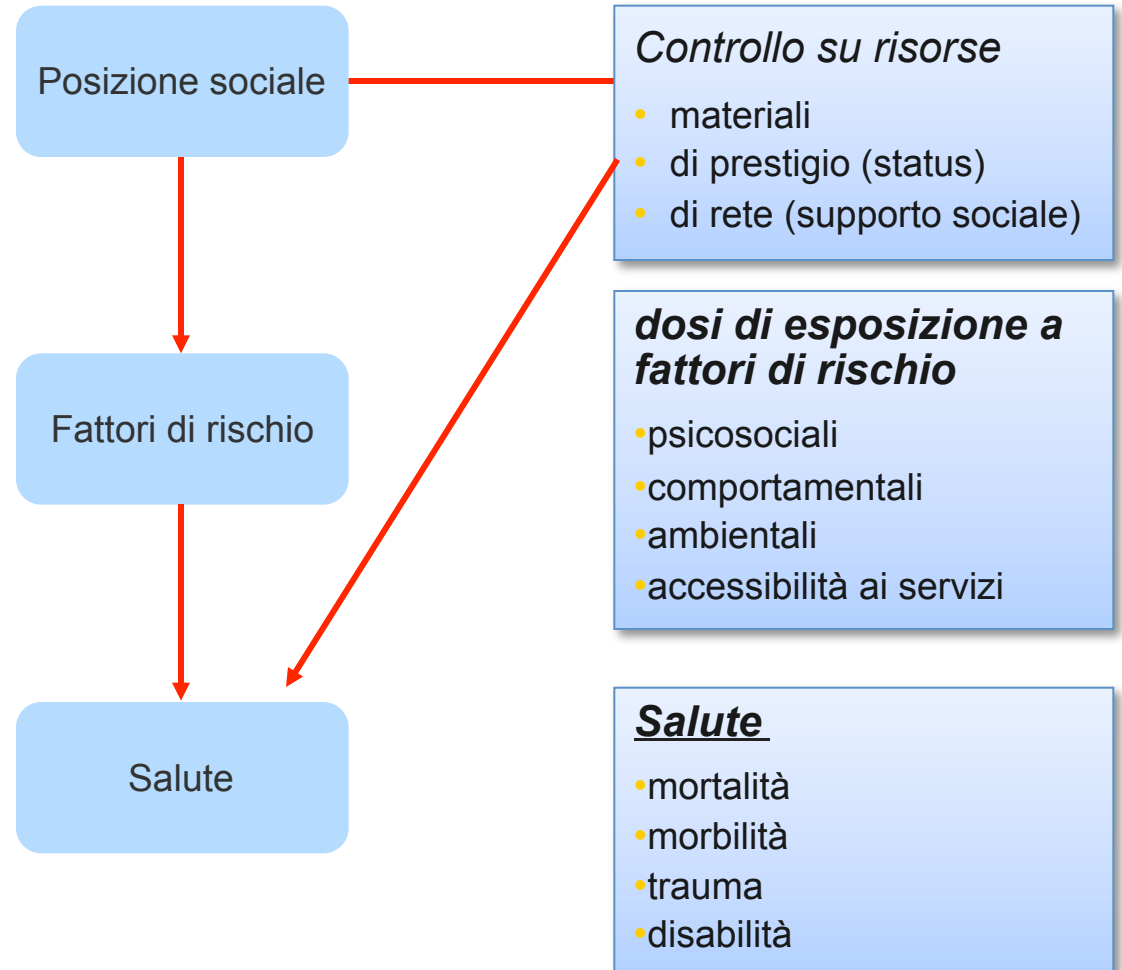 Posizione sociale
Controllo su risorse
• materiali
• di prestigio (status)
• di rete (supporto sociale)
Fattori di rischio
dosi di esposizione a
fattori di rischio
•psicosociali
•comportamentali
•ambientali
•accessibilità ai servizi
Salute
Salute
•mortalità
•morbilità
•trauma
•disabilità